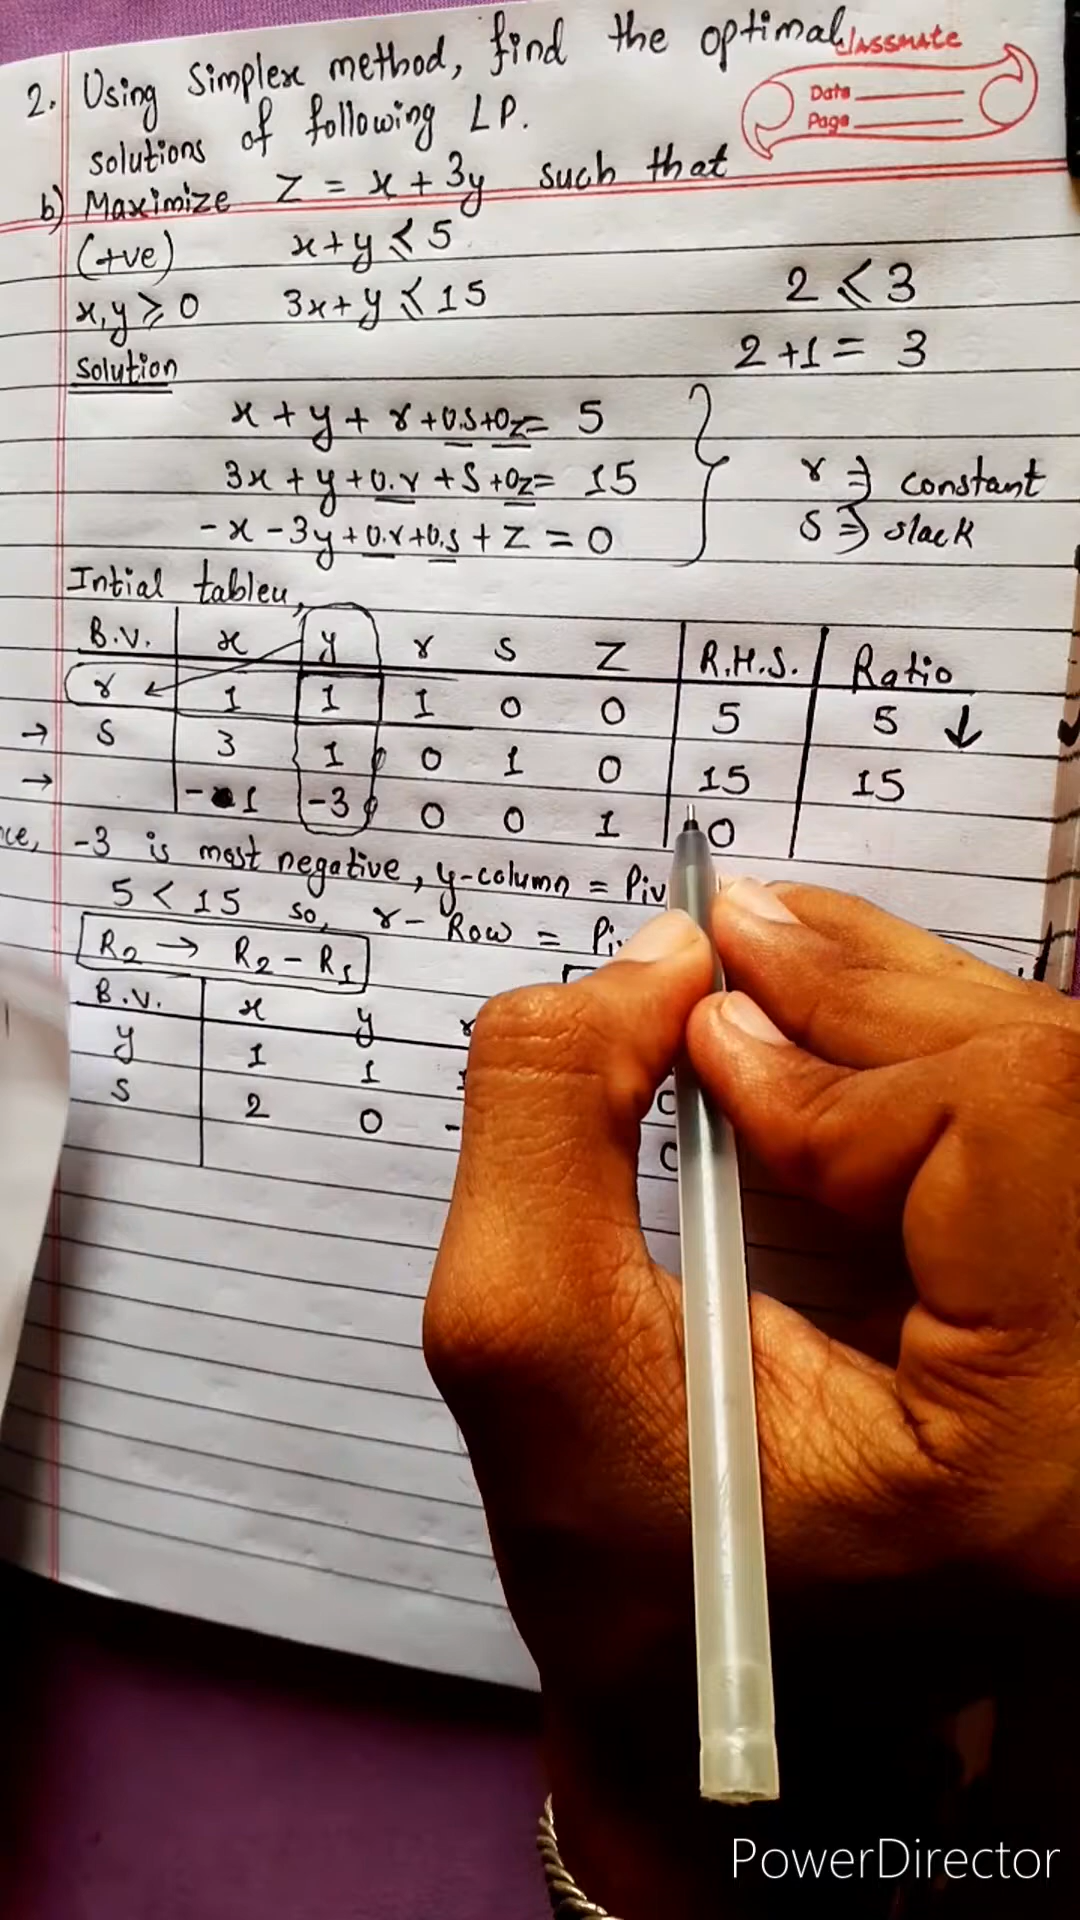 2. Using Simplex method, find the optimal
classmate
Date
Page
solutions of following LP.
b) Maximize Z = x + 3y such that
(+ve) x + y ≤ 5
x, y ≥ 0 3x + y ≤ 15 2 ≤ 3
Solution 2 + 1 = 3
x + y + r + 0.s + 0z = 5
3x + y + 0.r + s + 0z = 15 r ⇒ constant
-x - 3y + 0.r + 0.s + z = 0 s ⇒ slack
Intial tableu,
B.V. x y r s z R.H.S. Ratio
r 1 1 1 0 0 5 5 ↓
→ s 3 1 0 1 0 15 15
→ -1 -3 0 0 1 0
-3 is most negative, y-column =
5 < 15 so, r - Row =
R₂ → R₂ - R₁
B.V. x y
y 1 1
s 2 0 -
PowerDirector